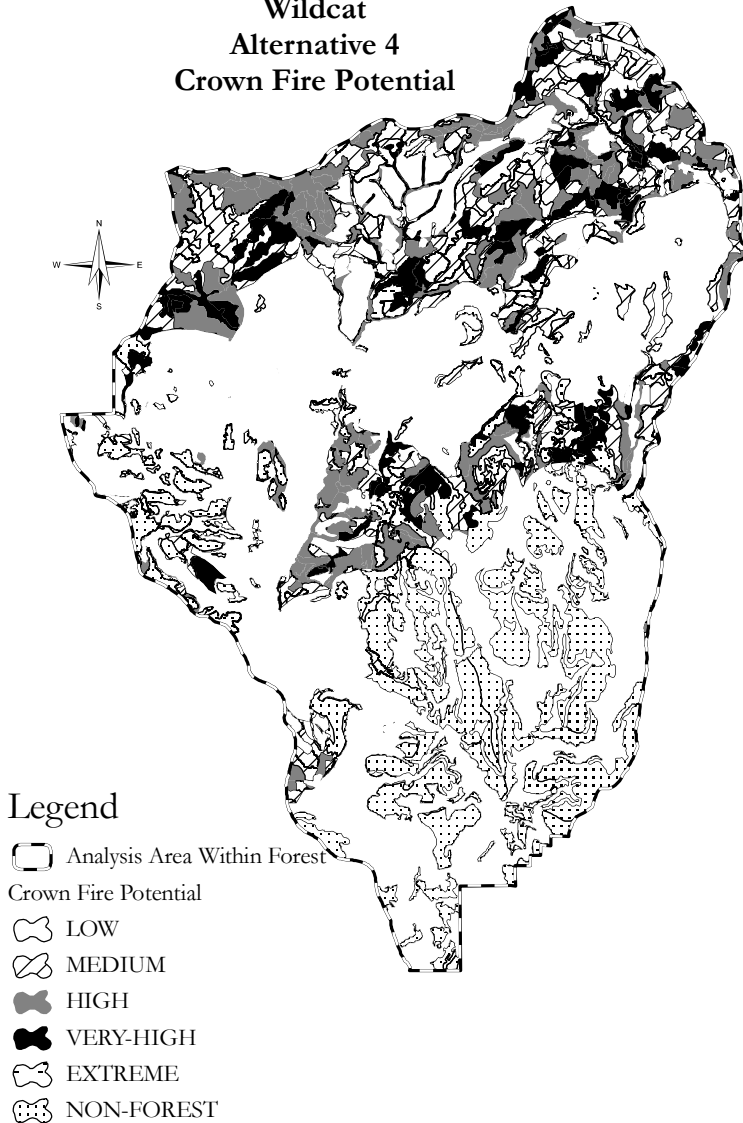 Wildcat
Alternative 4
Crown Fire Potential
N
W E
S
Legend
Analysis Area Within Forest
Crown Fire Potential
LOW
MEDIUM
HIGH
VERY-HIGH
EXTREME
NON-FOREST